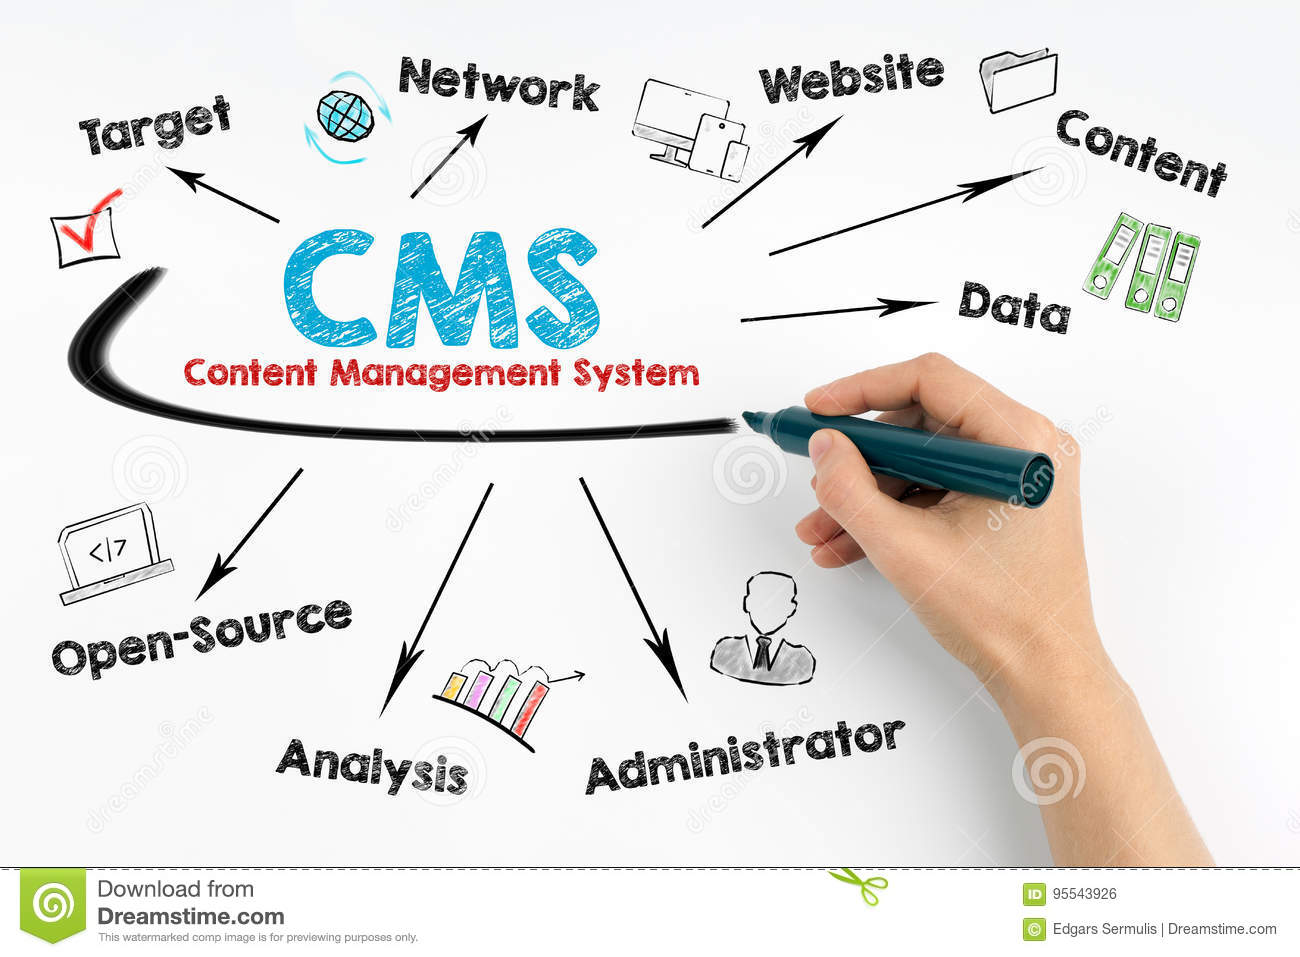 Network
Website
Target
Content
CMS
Data
Content Management System
</>
Open-Source
Analysis
Administrator
dreamstime
Download from
Dreamstime.com
This watermarked comp image is for previewing purposes only.
ID 95543926
© Edgars Sermulis | Dreamstime.com